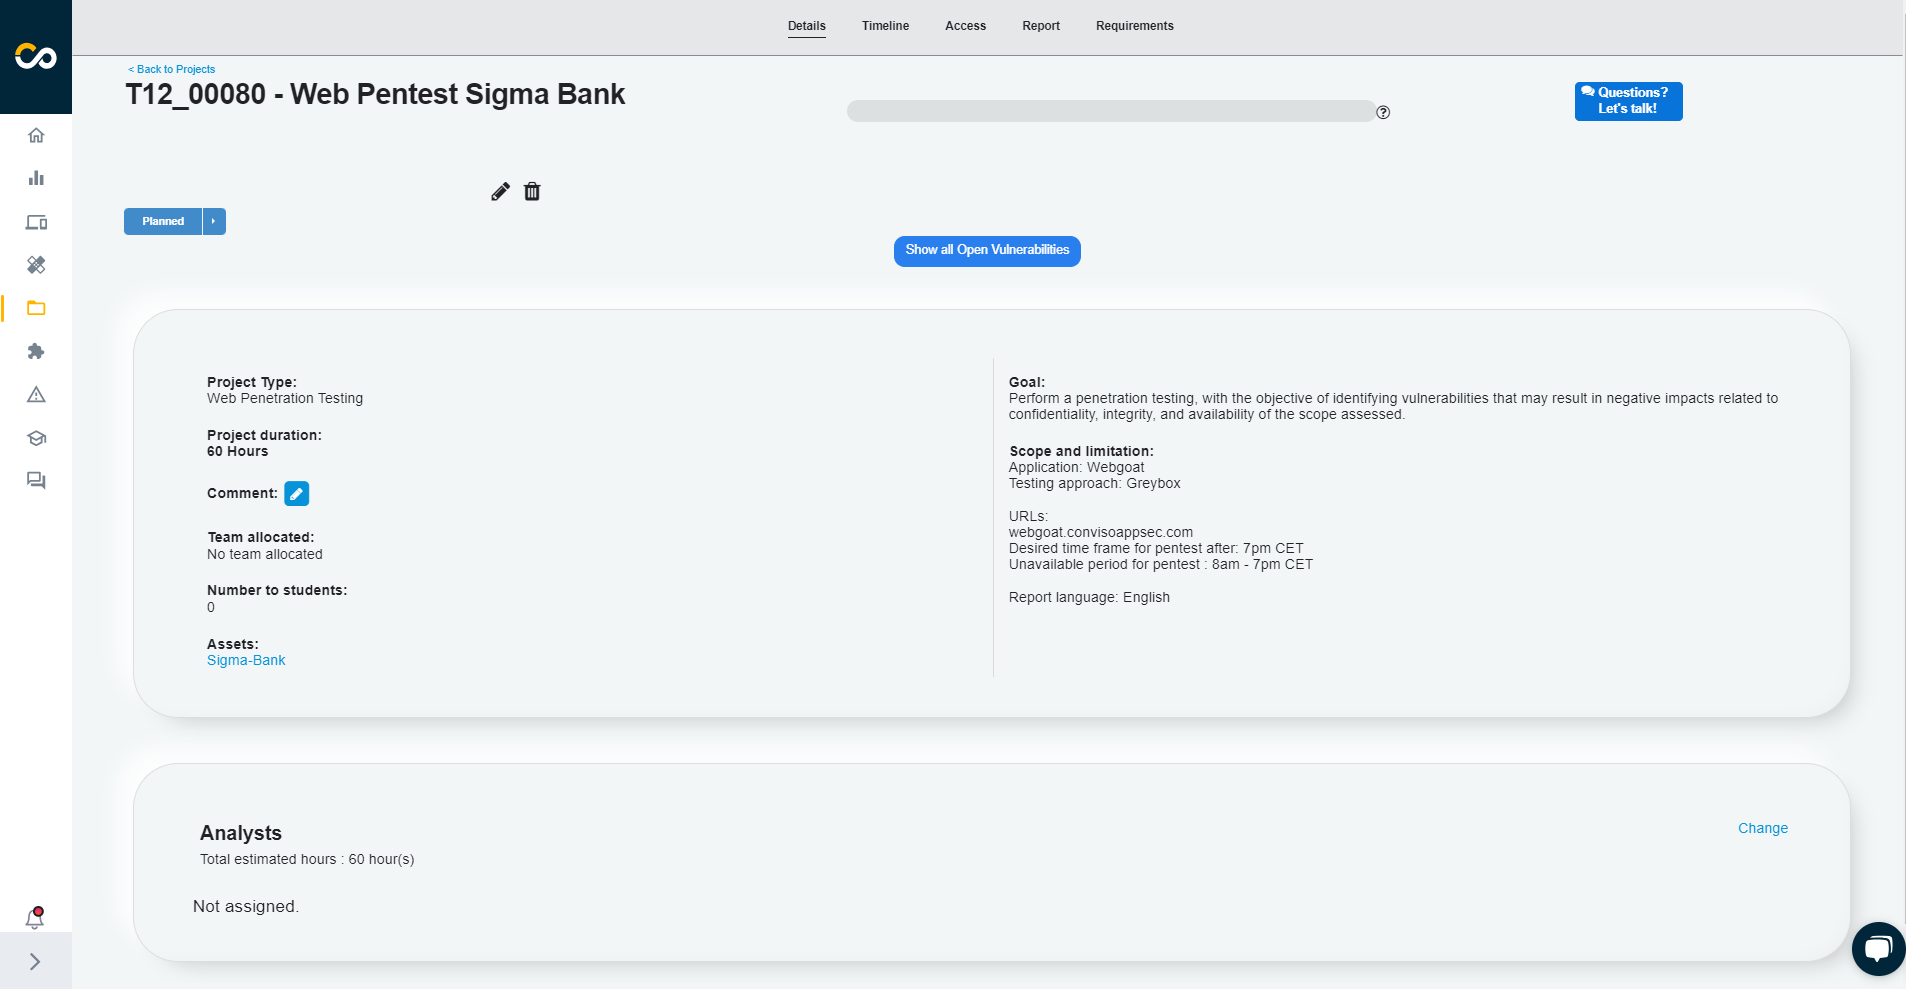 Details Timeline Access Report Requirements
< Back to Projects
T12_00080 - Web Pentest Sigma Bank
Questions?
Let's talk!
Planned
Show all Open Vulnerabilities
Project Type:
Web Penetration Testing
Project duration:
60 Hours
Comment:
Team allocated:
No team allocated
Number to students:
0
Assets:
Sigma-Bank
Goal:
Perform a penetration testing, with the objective of identifying vulnerabilities that may result in negative impacts related to
confidentiality, integrity, and availability of the scope assessed.
Scope and limitation:
Application: Webgoat
Testing approach: Greybox
URLs:
webgoat.convisoappsec.com
Desired time frame for pentest after: 7pm CET
Unavailable period for pentest : 8am - 7pm CET
Report language: English
Analysts
Change
Total estimated hours : 60 hour(s)
Not assigned.